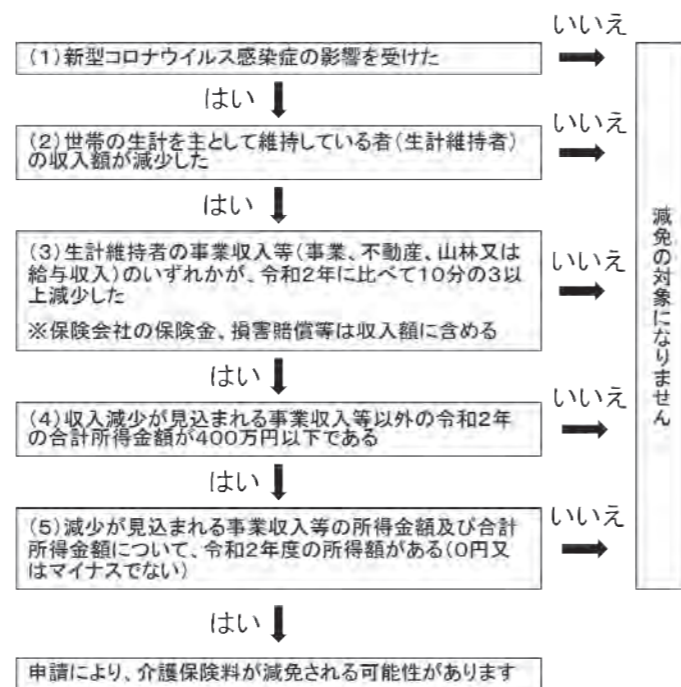 いいえ
(1)新型コロナウイルス感染症の影響を受けた
はい
いいえ
(2)世帯の生計を主として維持している者(生計維持者)
の収入額が減少した
はい
いいえ
(3)生計維持者の事業収入等(事業、不動産、山林又は
給与収入)のいずれかが、令和2年に比べて10分の3以
上減少した
※保険会社の保険金、損害賠償等は収入額に含める
はい
いいえ
(4)収入減少が見込まれる事業収入等以外の令和2年
の合計所得金額が400万円以下である
はい
いいえ
(5)減少が見込まれる事業収入等の所得金額及び合計
所得金額について、令和2年度の所得額がある(0円又
はマイナスでない)
はい
申請により、介護保険料が減免される可能性があります
減免の対象になりません